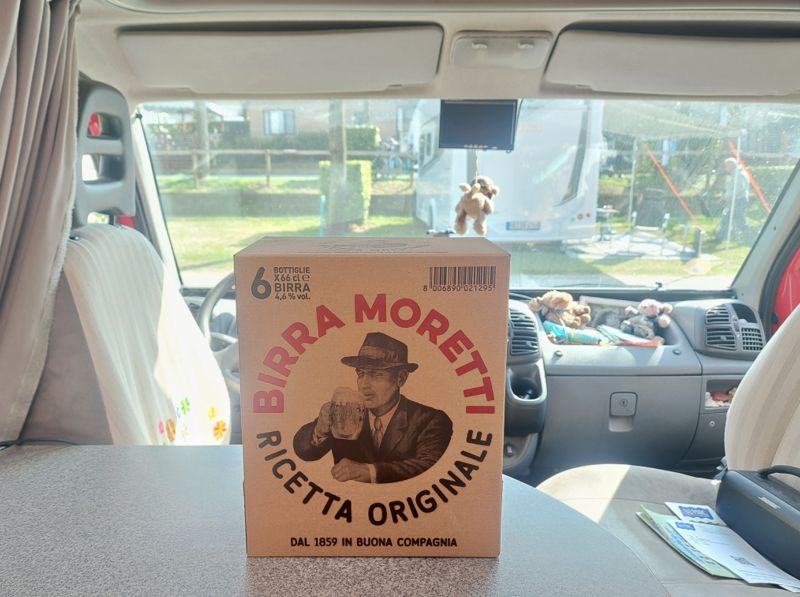 6 BOTTIGLIE
X 66 cl ℮
BIRRA
4,6 % vol.
8 006890 021295
BIRRA MORETTI
RICETTA ORIGINALE
DAL 1859 IN BUONA COMPAGNIA